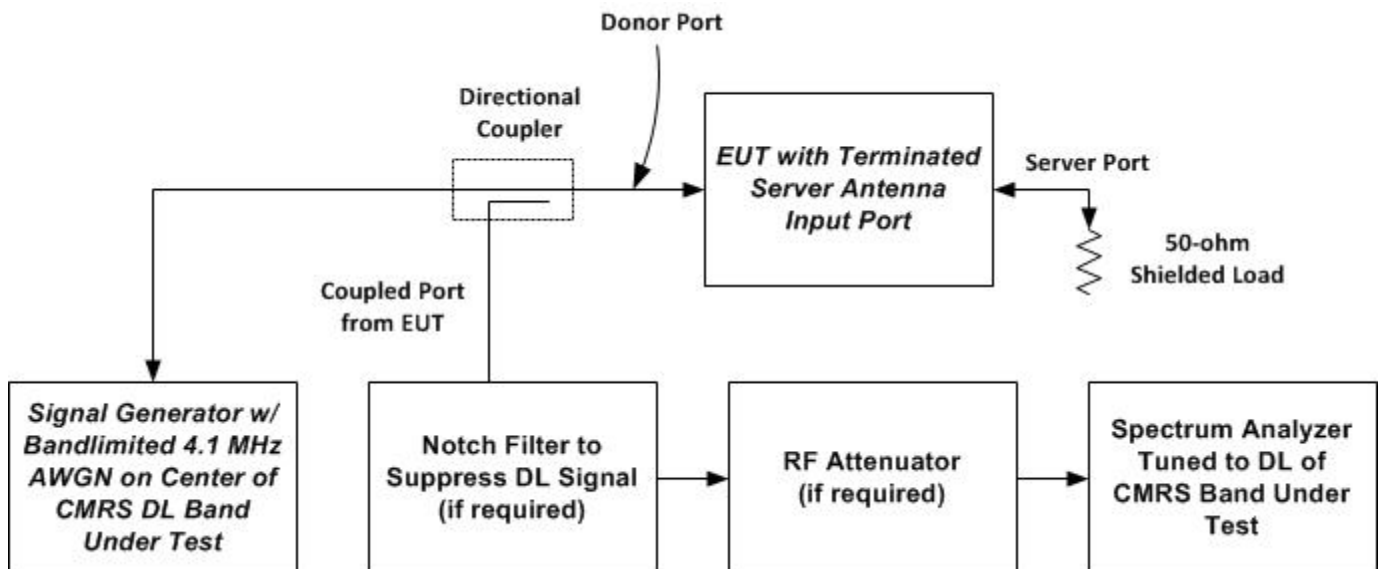 Donor Port
Directional
Coupler
EUT with Terminated
Server Antenna
Input Port
Server Port
50-ohm
Shielded Load
Coupled Port
from EUT
Signal Generator w/
Bandlimited 4.1 MHz
AWGN on Center of
CMRS DL Band
Under Test
Notch Filter to
Suppress DL Signal
(if required)
RF Attenuator
(if required)
Spectrum Analyzer
Tuned to DL of
CMRS Band Under
Test